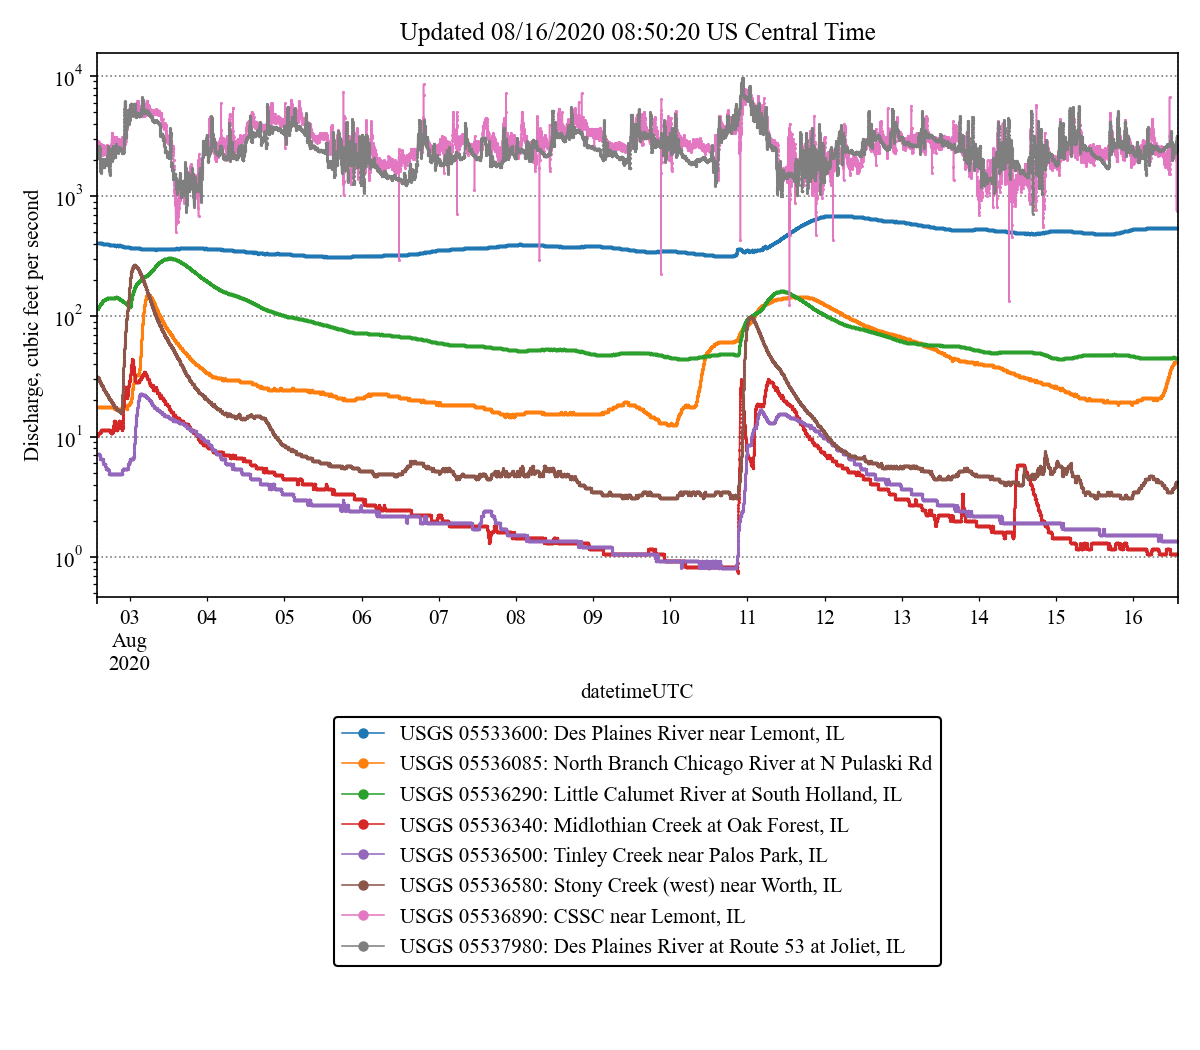 Updated 08/16/2020 08:50:20 US Central Time
Discharge, cubic feet per second
10^4
10^3
10^2
10^1
10^0
03 04 05 06 07 08 09 10 11 12 13 14 15 16
Aug
2020
datetimeUTC
USGS 05533600: Des Plaines River near Lemont, IL
USGS 05536085: North Branch Chicago River at N Pulaski Rd
USGS 05536290: Little Calumet River at South Holland, IL
USGS 05536340: Midlothian Creek at Oak Forest, IL
USGS 05536500: Tinley Creek near Palos Park, IL
USGS 05536580: Stony Creek (west) near Worth, IL
USGS 05536890: CSSC near Lemont, IL
USGS 05537980: Des Plaines River at Route 53 at Joliet, IL